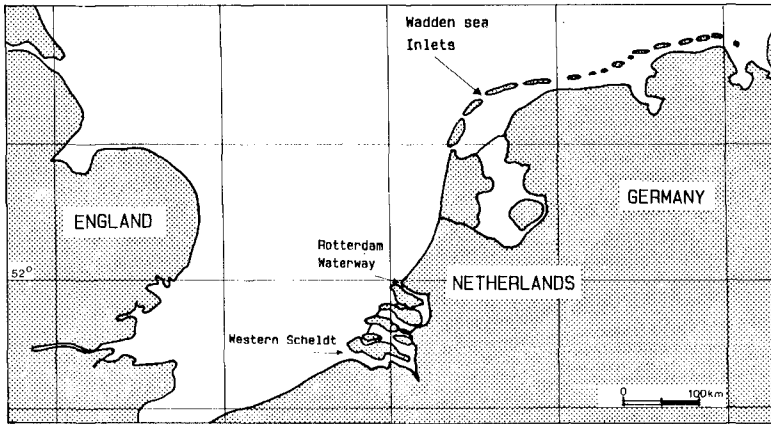 Wadden sea
Inlets
ENGLAND
GERMANY
Rotterdam
Waterway
52°
NETHERLANDS
Western Scheldt
0 100km